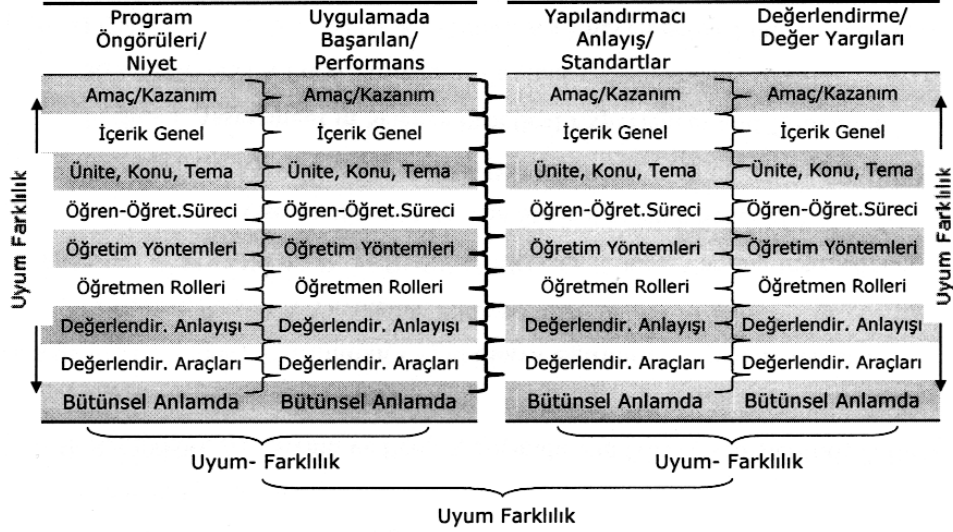 Program Öngörüleri/ Niyet
Uygulamada Başarılan/ Performans
Yapılandırmacı Anlayış/ Standartlar
Değerlendirme/ Değer Yargıları
Amaç/Kazanım Amaç/Kazanım Amaç/Kazanım Amaç/Kazanım
İçerik Genel İçerik Genel İçerik Genel İçerik Genel
Ünite, Konu, Tema Ünite, Konu, Tema Ünite, Konu, Tema Ünite, Konu, Tema
Öğren-Öğret.Süreci Öğren-Öğret.Süreci Öğren-Öğret.Süreci Öğren-Öğret.Süreci
Öğretim Yöntemleri Öğretim Yöntemleri Öğretim Yöntemleri Öğretim Yöntemleri
Öğretmen Rolleri Öğretmen Rolleri Öğretmen Rolleri Öğretmen Rolleri
Değerlendir. Anlayışı Değerlendir. Anlayışı Değerlendir. Anlayışı Değerlendir. Anlayışı
Değerlendir. Araçları Değerlendir. Araçları Değerlendir. Araçları Değerlendir. Araçları
Bütünsel Anlamda Bütünsel Anlamda Bütünsel Anlamda Bütünsel Anlamda
Uyum Farklılık
Uyum Farklılık
Uyum- Farklılık Uyum- Farklılık
Uyum Farklılık